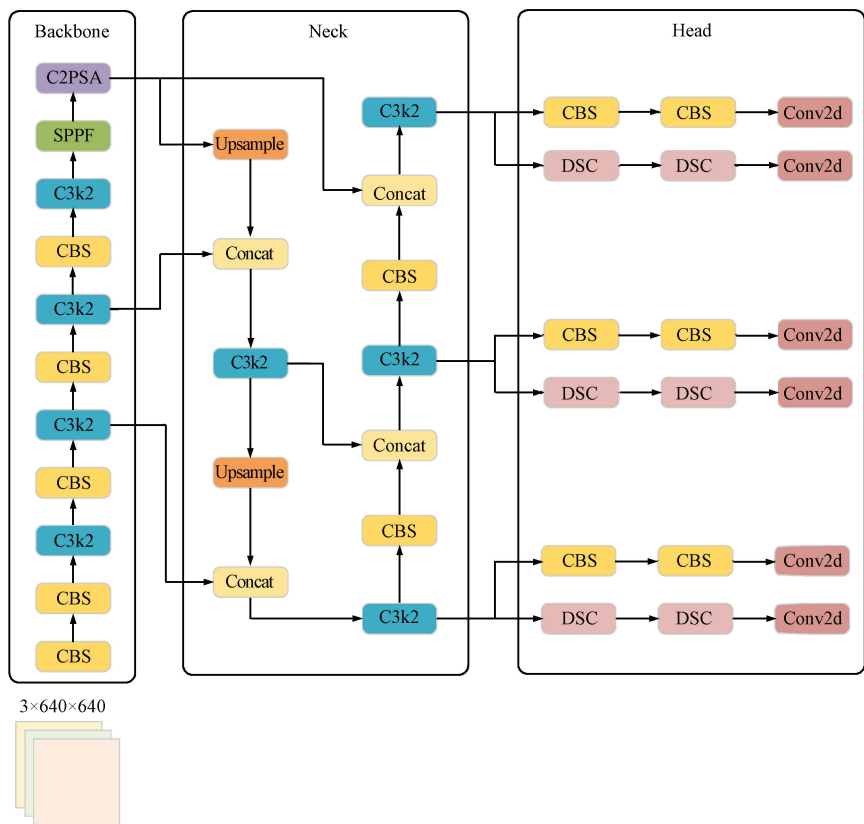 Backbone
C2PSA
SPPF
C3k2
CBS
C3k2
CBS
C3k2
CBS
C3k2
CBS
CBS
3×640×640
Neck
Upsample
Concat
C3k2
Upsample
Concat
C3k2
Concat
CBS
C3k2
Concat
CBS
C3k2
Head
CBS CBS Conv2d
DSC DSC Conv2d
CBS CBS Conv2d
DSC DSC Conv2d
CBS CBS Conv2d
DSC DSC Conv2d